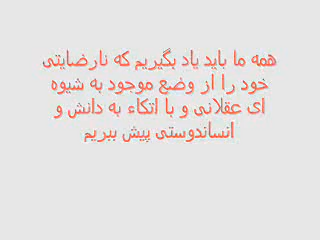 همه ما باید یاد بگیریم که نارضایتی
خود را از وضع موجود به شیوه
ای عقلانی و با اتکاء به دانش و
انساندوستی پیش ببریم